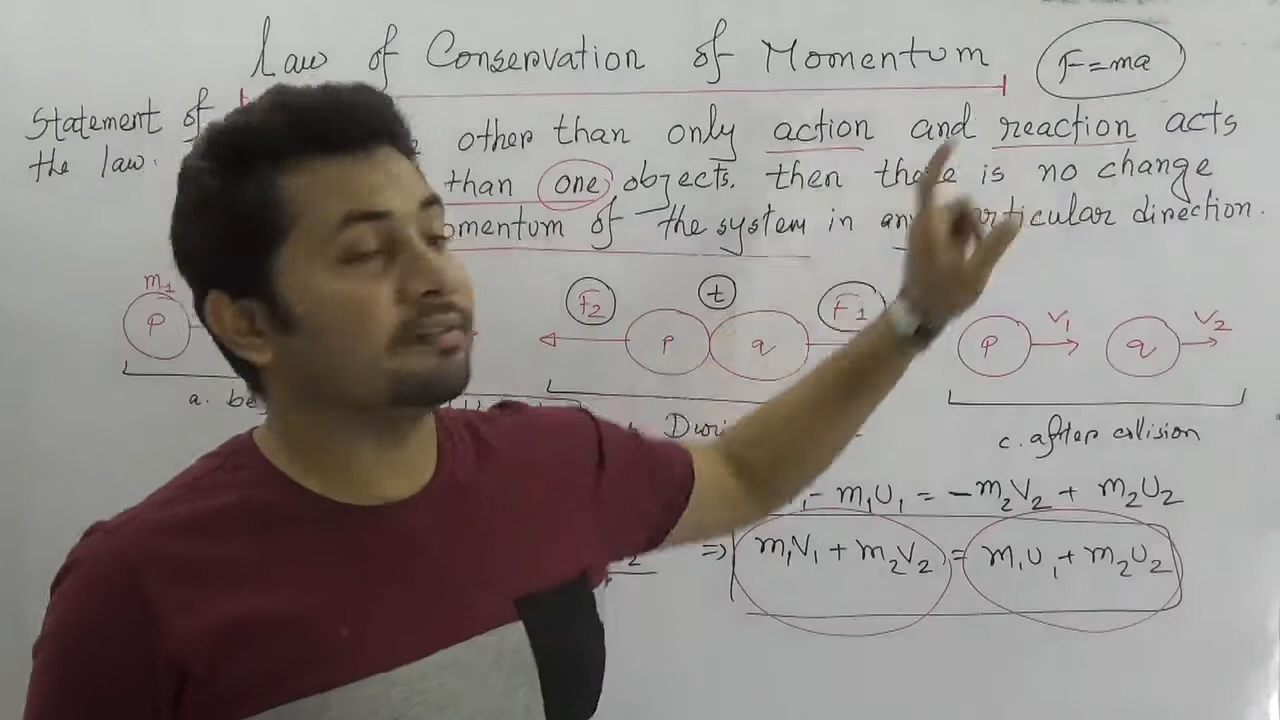 Law of Conservation of Momentum
F=ma
Statement of
the law.
other than only action and reaction acts
than one objects. then there is no change
momentum of the system in any particular direction.
m1
P
F2
t
F1
P q
P
V1
q
V2
a. be
c. after collision
- m1U1 = -m2V2 + m2U2
⇒ m1V1 + m2V2 = m1U1 + m2U2